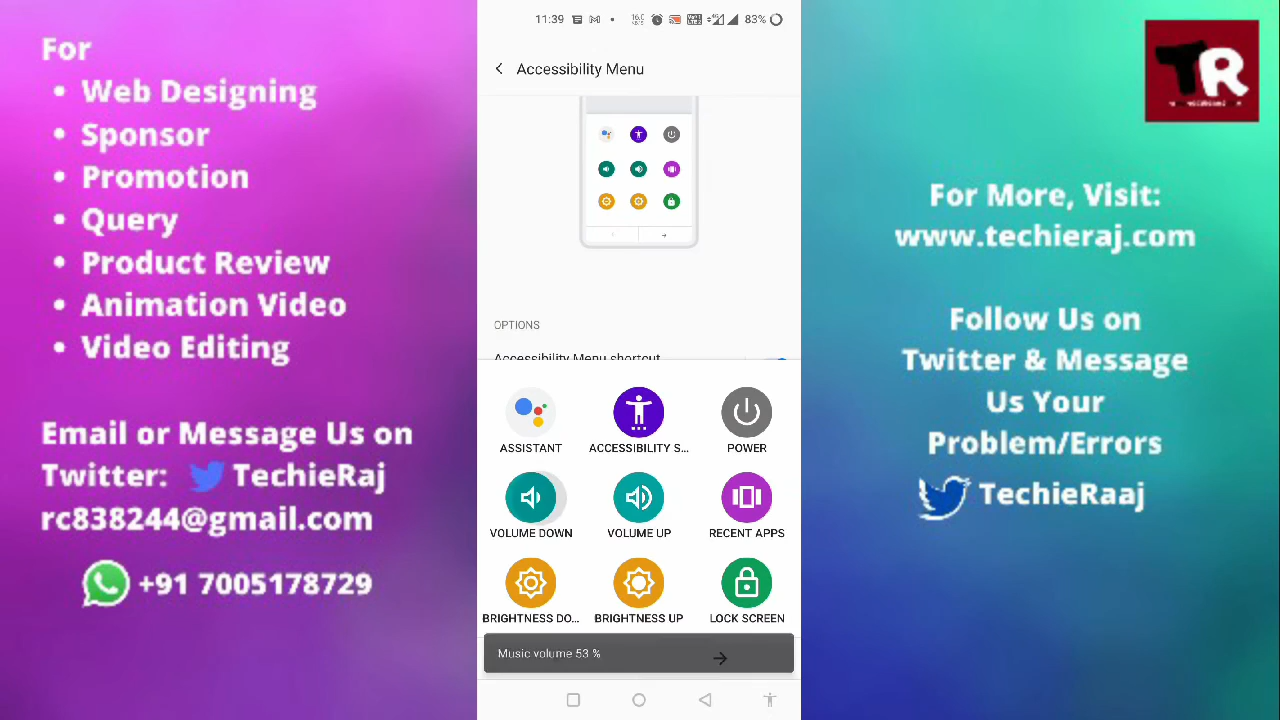 For
• Web Designing
• Sponsor
• Promotion
• Query
• Product Review
• Animation Video
• Video Editing
Email or Message Us on
Twitter: TechieRaj
rc838244@gmail.com
+91 7005178729
11:39
83%
Accessibility Menu
OPTIONS
Accessibility Menu shortcut
ASSISTANT
ACCESSIBILITY S...
POWER
VOLUME DOWN
VOLUME UP
RECENT APPS
BRIGHTNESS DO...
BRIGHTNESS UP
LOCK SCREEN
Music volume 53 %
TR
For More, Visit:
www.techieraj.com
Follow Us on
Twitter & Message
Us Your
Problem/Errors
TechieRaaj